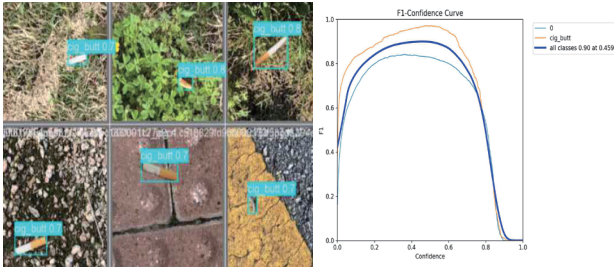 cig_butt 0.7
cig_butt 0.8
cig_butt 0.8
cig_butt 0.7
cig_butt 0.7
cig_butt 0.7
F1-Confidence Curve
0
cig_butt
all classes 0.90 at 0.459
F1
1.0
0.8
0.6
0.4
0.2
0.0
0.0 0.2 0.4 0.6 0.8 1.0
Confidence